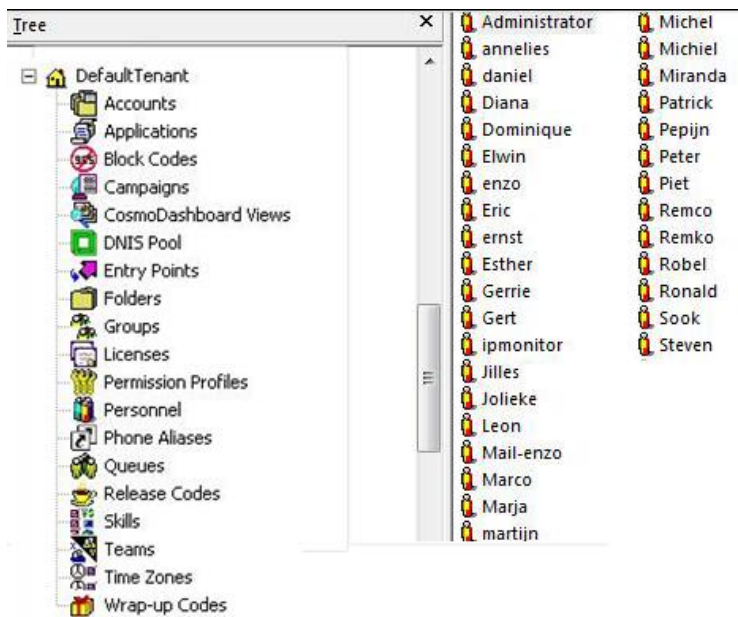 Tree
DefaultTenant
Accounts
Applications
Block Codes
Campaigns
CosmoDashboard Views
DNIS Pool
Entry Points
Folders
Groups
Licenses
Permission Profiles
Personnel
Phone Aliases
Queues
Release Codes
Skills
Teams
Time Zones
Wrap-up Codes
Administrator
annelies
daniel
Diana
Dominique
Elwin
enzo
Eric
ernst
Esther
Gerrie
Gert
ipmonitor
Jilles
Jolieke
Leon
Mail-enzo
Marco
Marja
martijn
Michel
Michiel
Miranda
Patrick
Pepijn
Peter
Piet
Remco
Remko
Robel
Ronald
Sook
Steven